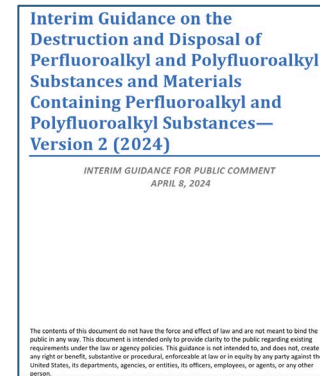 Interim Guidance on the
Destruction and Disposal of
Perfluoroalkyl and Polyfluoroalkyl
Substances and Materials
Containing Perfluoroalkyl and
Polyfluoroalkyl Substances—
Version 2 (2024)
INTERIM GUIDANCE FOR PUBLIC COMMENT
APRIL 8, 2024
The contents of this document do not have the force and effect of law and are not meant to bind the
public in any way. This document is intended only to provide clarity to the public regarding existing
requirements under the law or agency policies. This guidance is not intended to, and does not, create
any right or benefit, substantive or procedural, enforceable at law or in equity by any party against the
United States, its departments, agencies, or entities, its officers, employees, or agents, or any other
person.